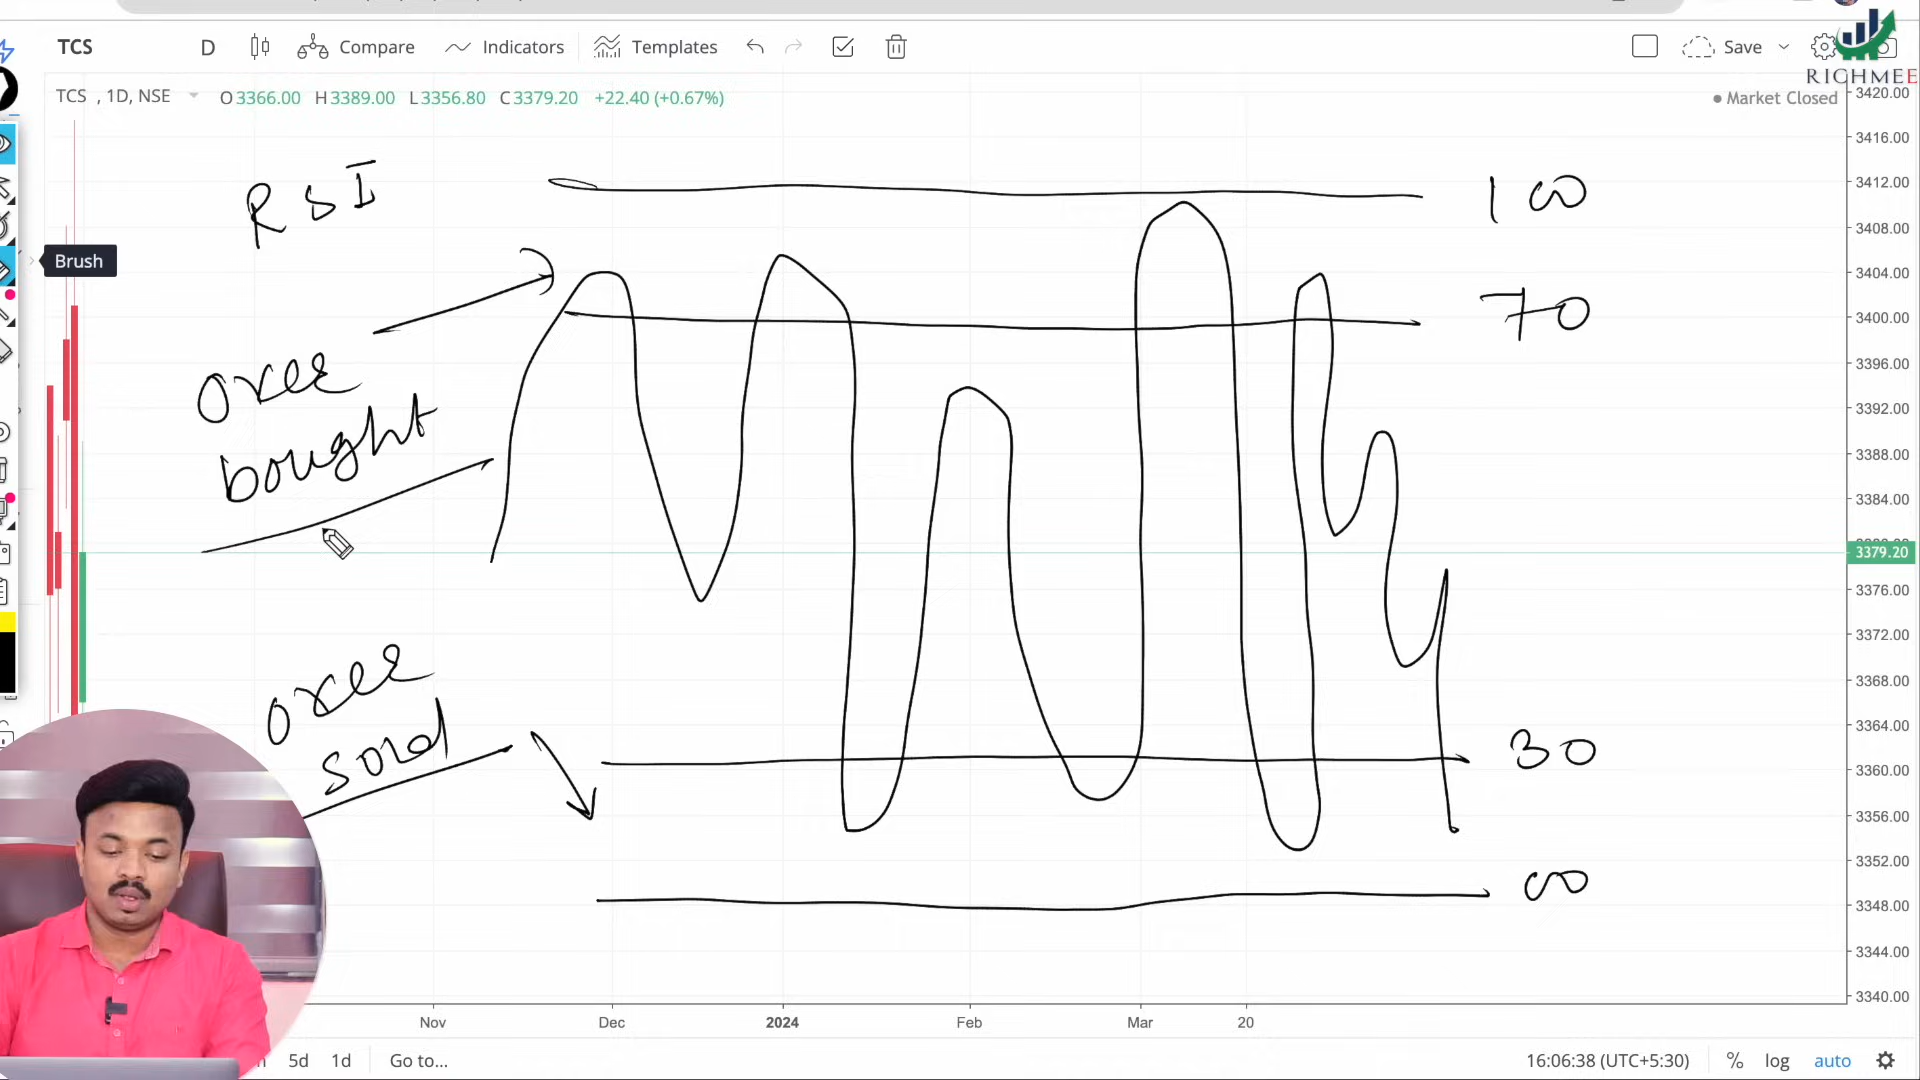 TCS D Compare Indicators Templates Save
RICHMEE
TCS , 1D, NSE O3366.00 H3389.00 L3356.80 C3379.20 +22.40 (+0.67%)
Market Closed
3420.00
3416.00
3412.00
3408.00
3404.00
3400.00
3396.00
3392.00
3388.00
3384.00
3379.20
3376.00
3372.00
3368.00
3364.00
3360.00
3356.00
3352.00
3348.00
3344.00
3340.00
RSI
100
Brush
70
over
bought
over
sold
30
00
Nov Dec 2024 Feb Mar 20
5d 1d Go to... 16:06:38 (UTC+5:30) % log auto